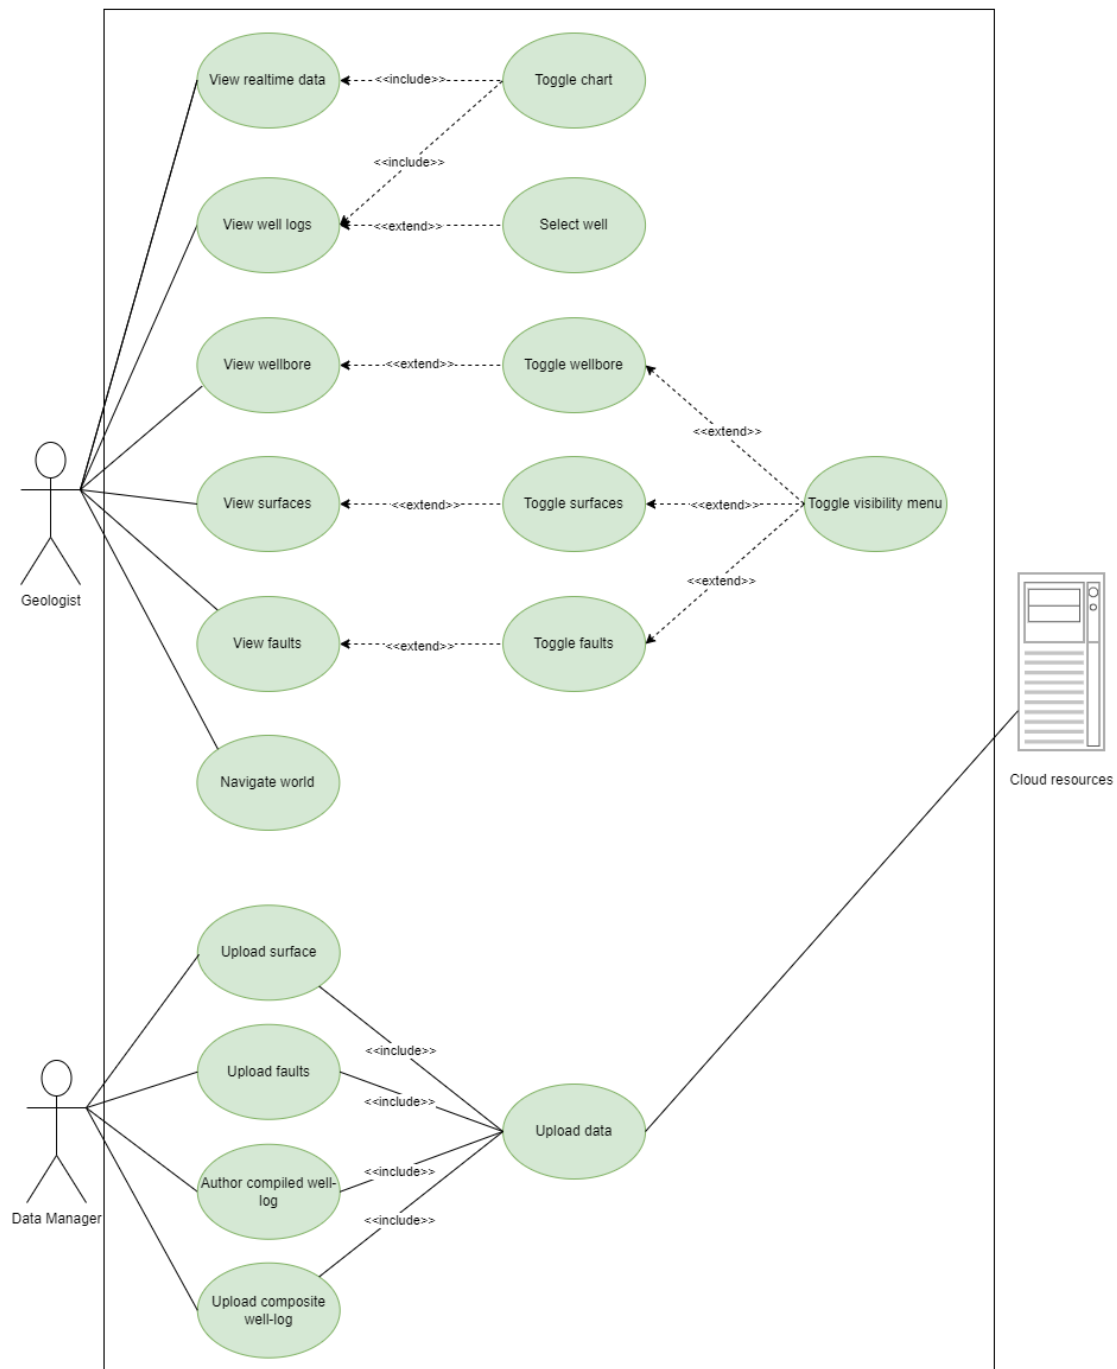 View realtime data
<<include>>
Toggle chart
<<include>>
View well logs
<<extend>>
Select well
View wellbore
<<extend>>
Toggle wellbore
<<extend>>
View surfaces
<<extend>>
Toggle surfaces
<<extend>>
Toggle visibility menu
<<extend>>
Geologist
View faults
<<extend>>
Toggle faults
Navigate world
Cloud resources
Upload surface
<<include>>
Upload faults
<<include>>
Upload data
Author compiled well-
log
<<include>>
<<include>>
Data Manager
Upload composite
well-log